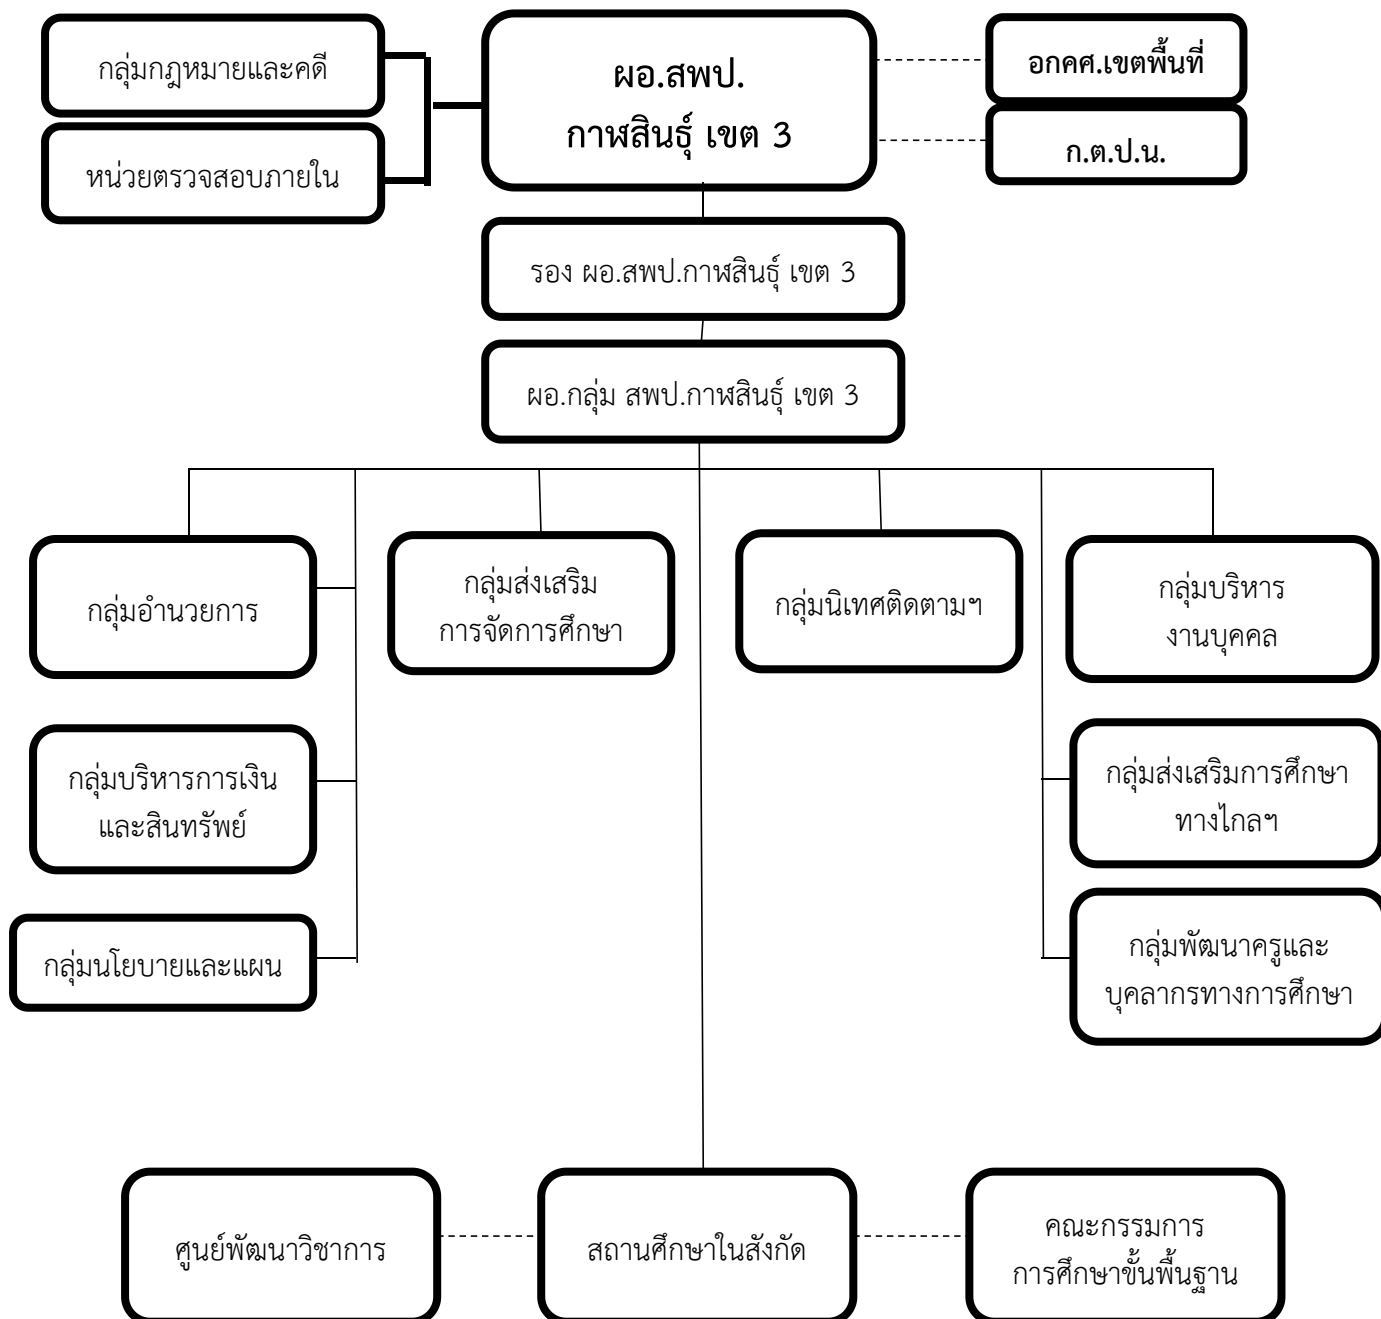 กลุ่มกฎหมายและคดี
หน่วยตรวจสอบภายใน
ผอ.สพป.
กาฬสินธุ์ เขต 3
อกคศ.เขตพื้นที่
ก.ต.ป.น.
รอง ผอ.สพป.กาฬสินธุ์ เขต 3
ผอ.กลุ่ม สพป.กาฬสินธุ์ เขต 3
กลุ่มอำนวยการ
กลุ่มส่งเสริม
การจัดการศึกษา
กลุ่มนิเทศติดตามฯ
กลุ่มบริหาร
งานบุคคล
กลุ่มบริหารการเงิน
และสินทรัพย์
กลุ่มส่งเสริมการศึกษา
ทางไกลฯ
กลุ่มนโยบายและแผน
กลุ่มพัฒนาครูและ
บุคลากรทางการศึกษา
ศูนย์พัฒนาวิชาการ
สถานศึกษาในสังกัด
คณะกรรมการ
การศึกษาขั้นพื้นฐาน